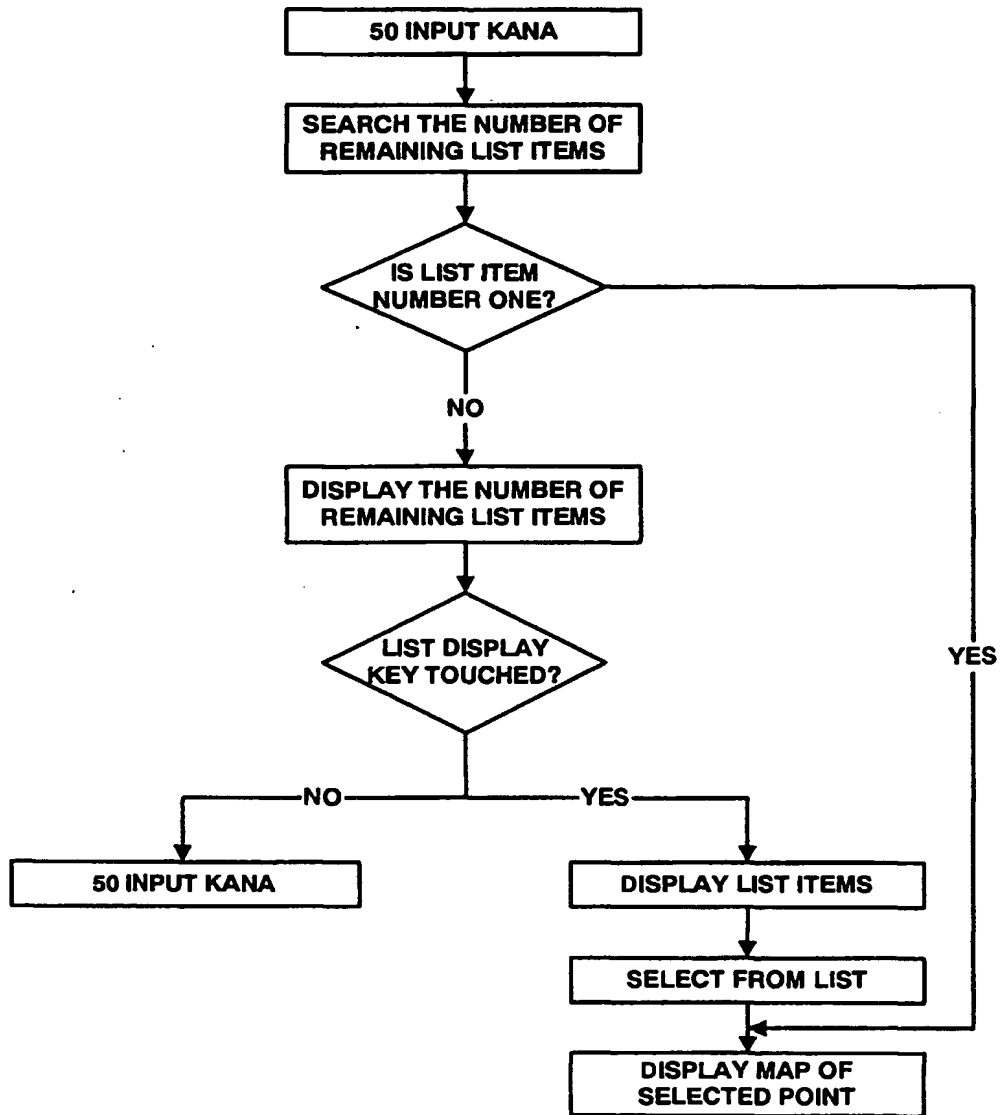 50 INPUT KANA
SEARCH THE NUMBER OF
REMAINING LIST ITEMS
IS LIST ITEM
NUMBER ONE?
NO
DISPLAY THE NUMBER OF
REMAINING LIST ITEMS
LIST DISPLAY
KEY TOUCHED?
YES
NO
YES
50 INPUT KANA
DISPLAY LIST ITEMS
SELECT FROM LIST
DISPLAY MAP OF
SELECTED POINT